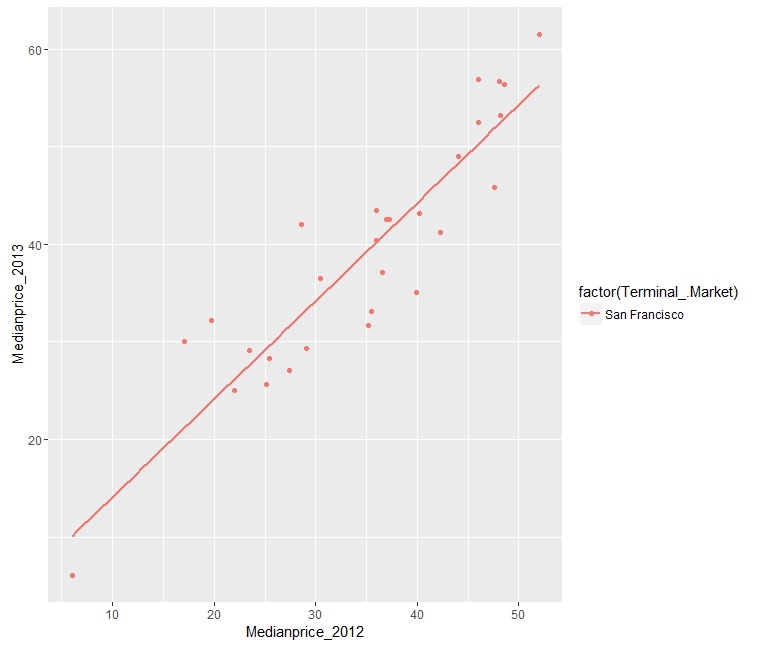 60
40
20
Medianprice_2013
10 20 30 40 50
Medianprice_2012
factor(Terminal_.Market)
San Francisco